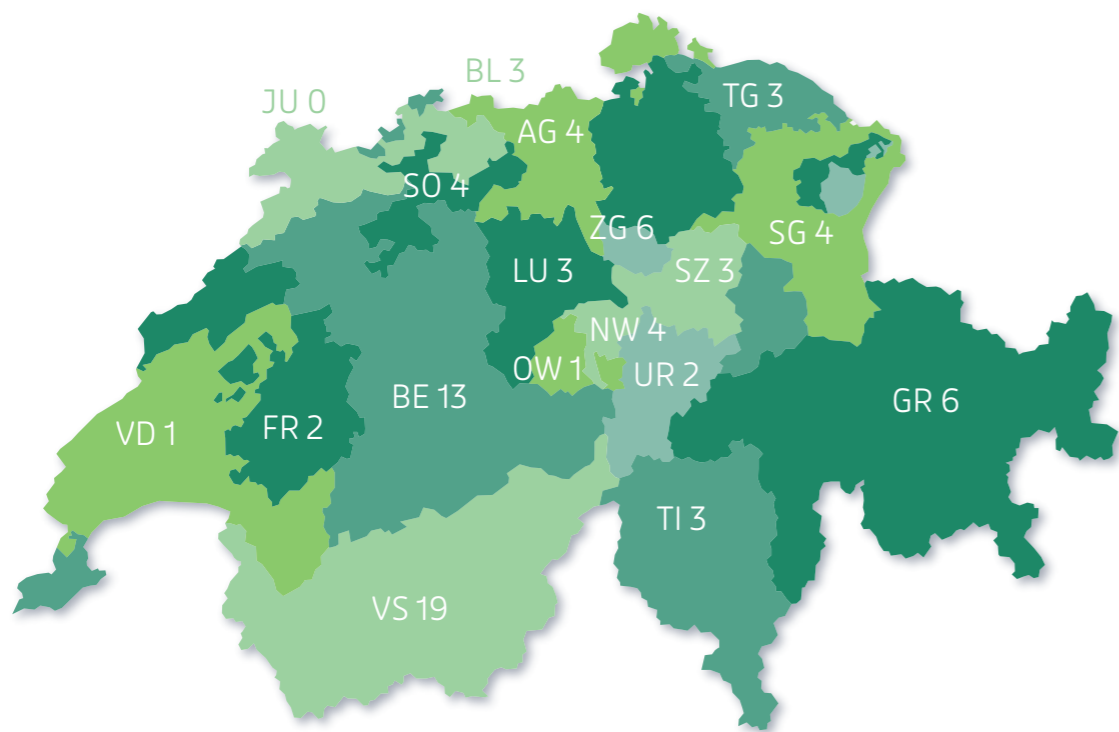 BL 3
TG 3
JU 0
AG 4
SO 4
ZG 6
SG 4
LU 3
SZ 3
NW 4
OW 1
UR 2
BE 13
GR 6
VD 1
FR 2
TI 3
VS 19